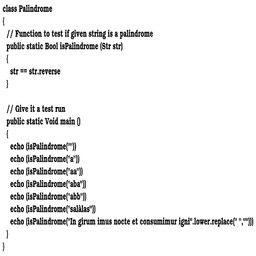 class Palindrome
{
// Function to test if given string is a palindrome
public static Bool isPalindrome (Str str)
{
str == str.reverse
}
// Give it a test run
public static Void main ()
{
echo (isPalindrome(""))
echo (isPalindrome("a"))
echo (isPalindrome("aa"))
echo (isPalindrome("aba"))
echo (isPalindrome("abb"))
echo (isPalindrome("salàlas"))
echo (isPalindrome("In girum imus nocte et consumimur igni".lower.replace(" ","")))
}
}